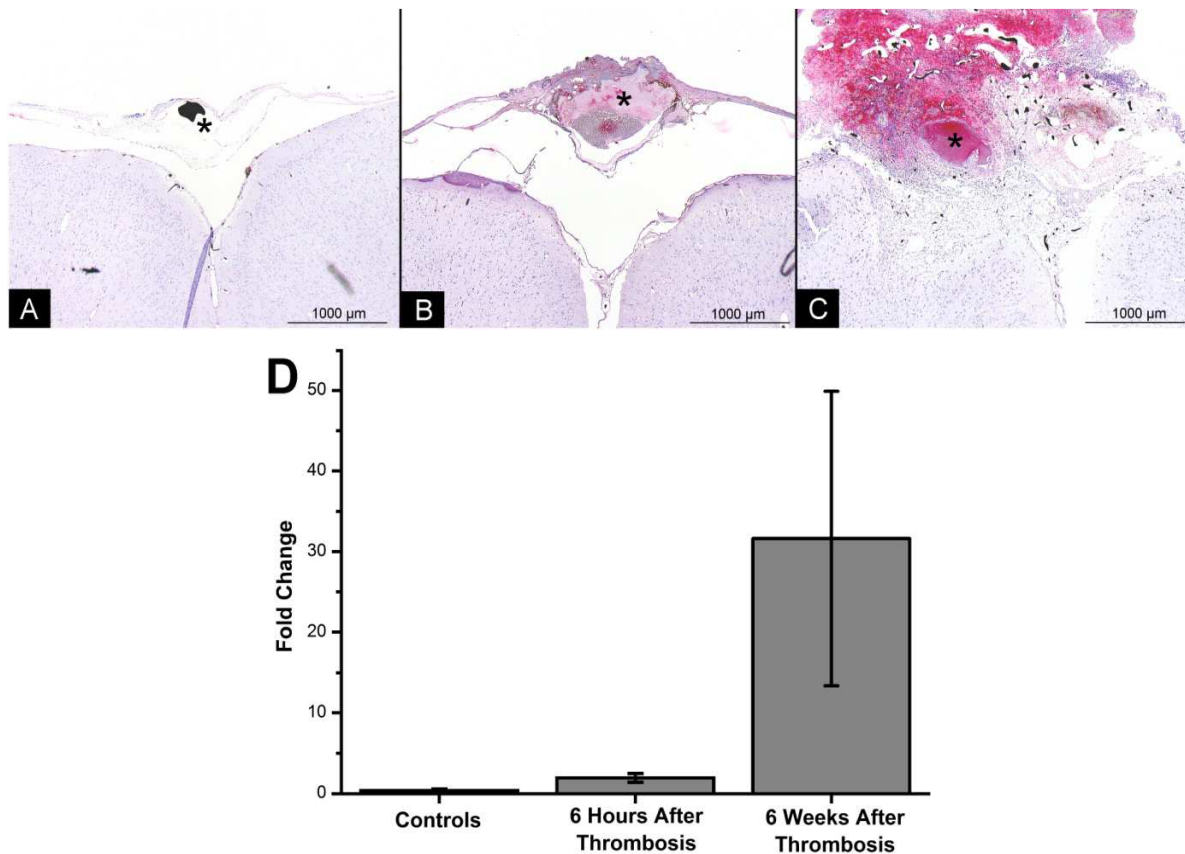 A
1000 µm
B
1000 µm
C
1000 µm
D
Fold Change
50
40
30
20
10
0
Controls
6 Hours After
Thrombosis
6 Weeks After
Thrombosis